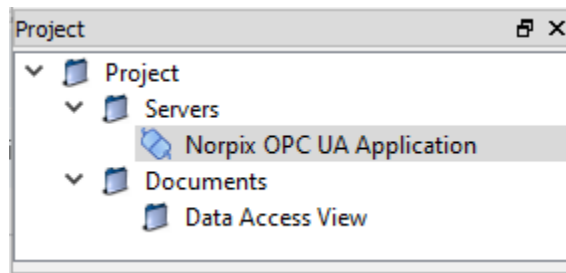 Project
Project
Servers
Norpix OPC UA Application
Documents
Data Access View